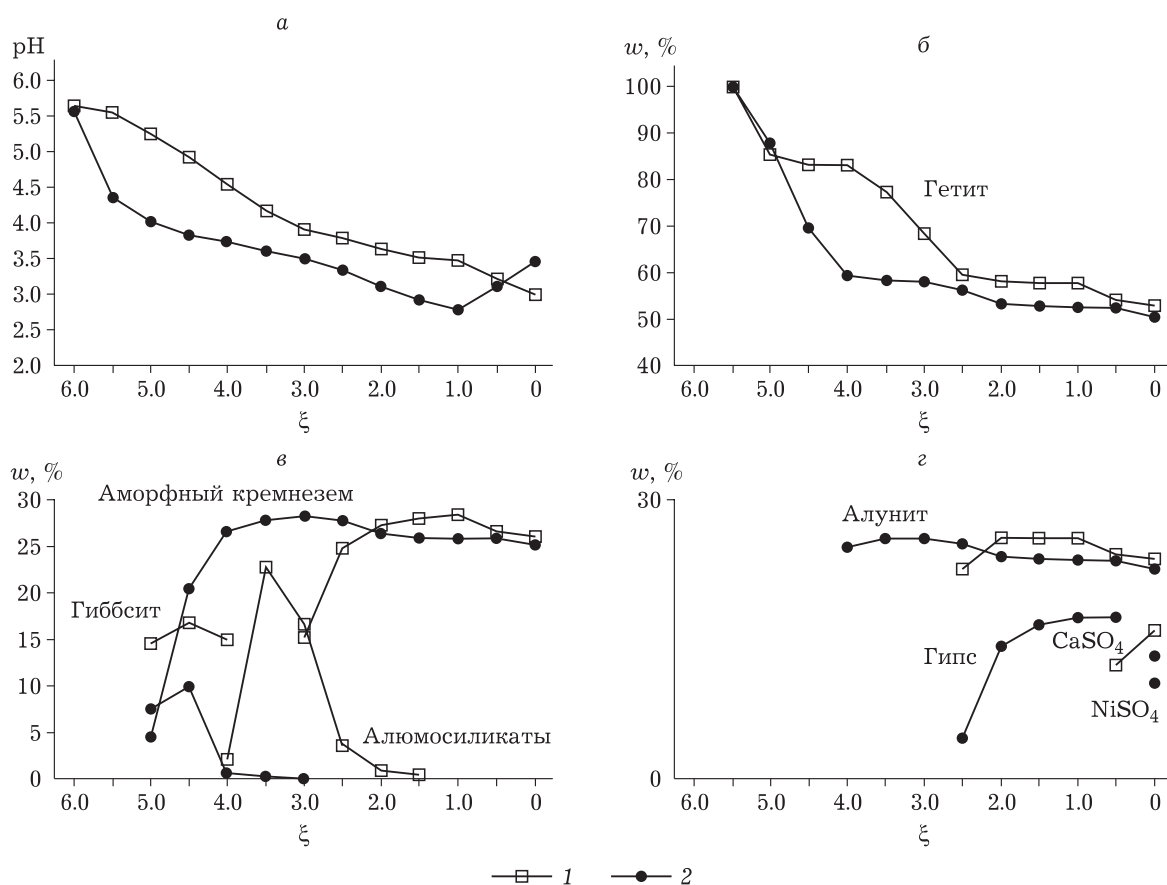 а
pH
6.0
5.5
5.0
4.5
4.0
3.5
3.0
2.5
2.0
6.0 5.0 4.0 3.0 2.0 1.0 0
ξ
б
w, %
100
90
80
70
60
50
40
Гетит
6.0 5.0 4.0 3.0 2.0 1.0 0
ξ
в
w, %
30
25
20
15
10
5
0
Аморфный кремнезем
Гиббсит
Алюмосиликаты
6.0 5.0 4.0 3.0 2.0 1.0 0
ξ
г
w, %
30
0
Алунит
CaSO4
Гипс
NiSO4
6.0 5.0 4.0 3.0 2.0 1.0 0
ξ
1 2